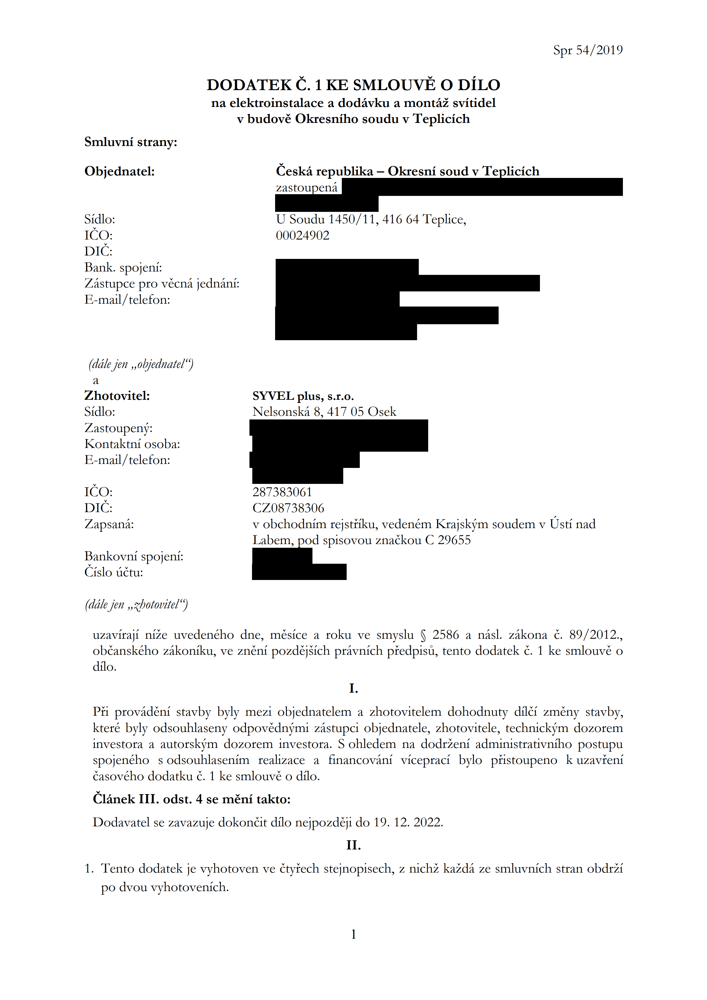 Spr 54/2019
DODATEK Č. 1 KE SMLOUVĚ O DÍLO
na elektroinstalace a dodávku a montáž svítidel
v budově Okresního soudu v Teplicích
Smluvní strany:
Objednatel: Česká republika – Okresní soud v Teplicích
zastoupená
Sídlo: U Soudu 1450/11, 416 64 Teplice,
IČO: 00024902
DIČ:
Bank. spojení:
Zástupce pro věcná jednání:
E-mail/telefon:
(dále jen „objednatel“)
a
Zhotovitel: SYVEL plus, s.r.o.
Sídlo: Nelsonská 8, 417 05 Osek
Zastoupený:
Kontaktní osoba:
E-mail/telefon:
IČO: 287383061
DIČ: CZ08738306
Zapsaná: v obchodním rejstříku, vedeném Krajským soudem v Ústí nad
Labem, pod spisovou značkou C 29655
Bankovní spojení:
Číslo účtu:
(dále jen „zhotovitel“)
uzavírají níže uvedeného dne, měsíce a roku ve smyslu § 2586 a násl. zákona č. 89/2012.,
občanského zákoníku, ve znění pozdějších právních předpisů, tento dodatek č. 1 ke smlouvě o
dílo.
I.
Při provádění stavby byly mezi objednatelem a zhotovitelem dohodnuty dílčí změny stavby,
které byly odsouhlaseny odpovědnými zástupci objednatele, zhotovitele, technickým dozorem
investora a autorským dozorem investora. S ohledem na dodržení administrativního postupu
spojeného s odsouhlasením realizace a financování víceprací bylo přistoupeno k uzavření
časového dodatku č. 1 ke smlouvě o dílo.
Článek III. odst. 4 se mění takto:
Dodavatel se zavazuje dokončit dílo nejpozději do 19. 12. 2022.
II.
1. Tento dodatek je vyhotoven ve čtyřech stejnopisech, z nichž každá ze smluvních stran obdrží
po dvou vyhotoveních.
1